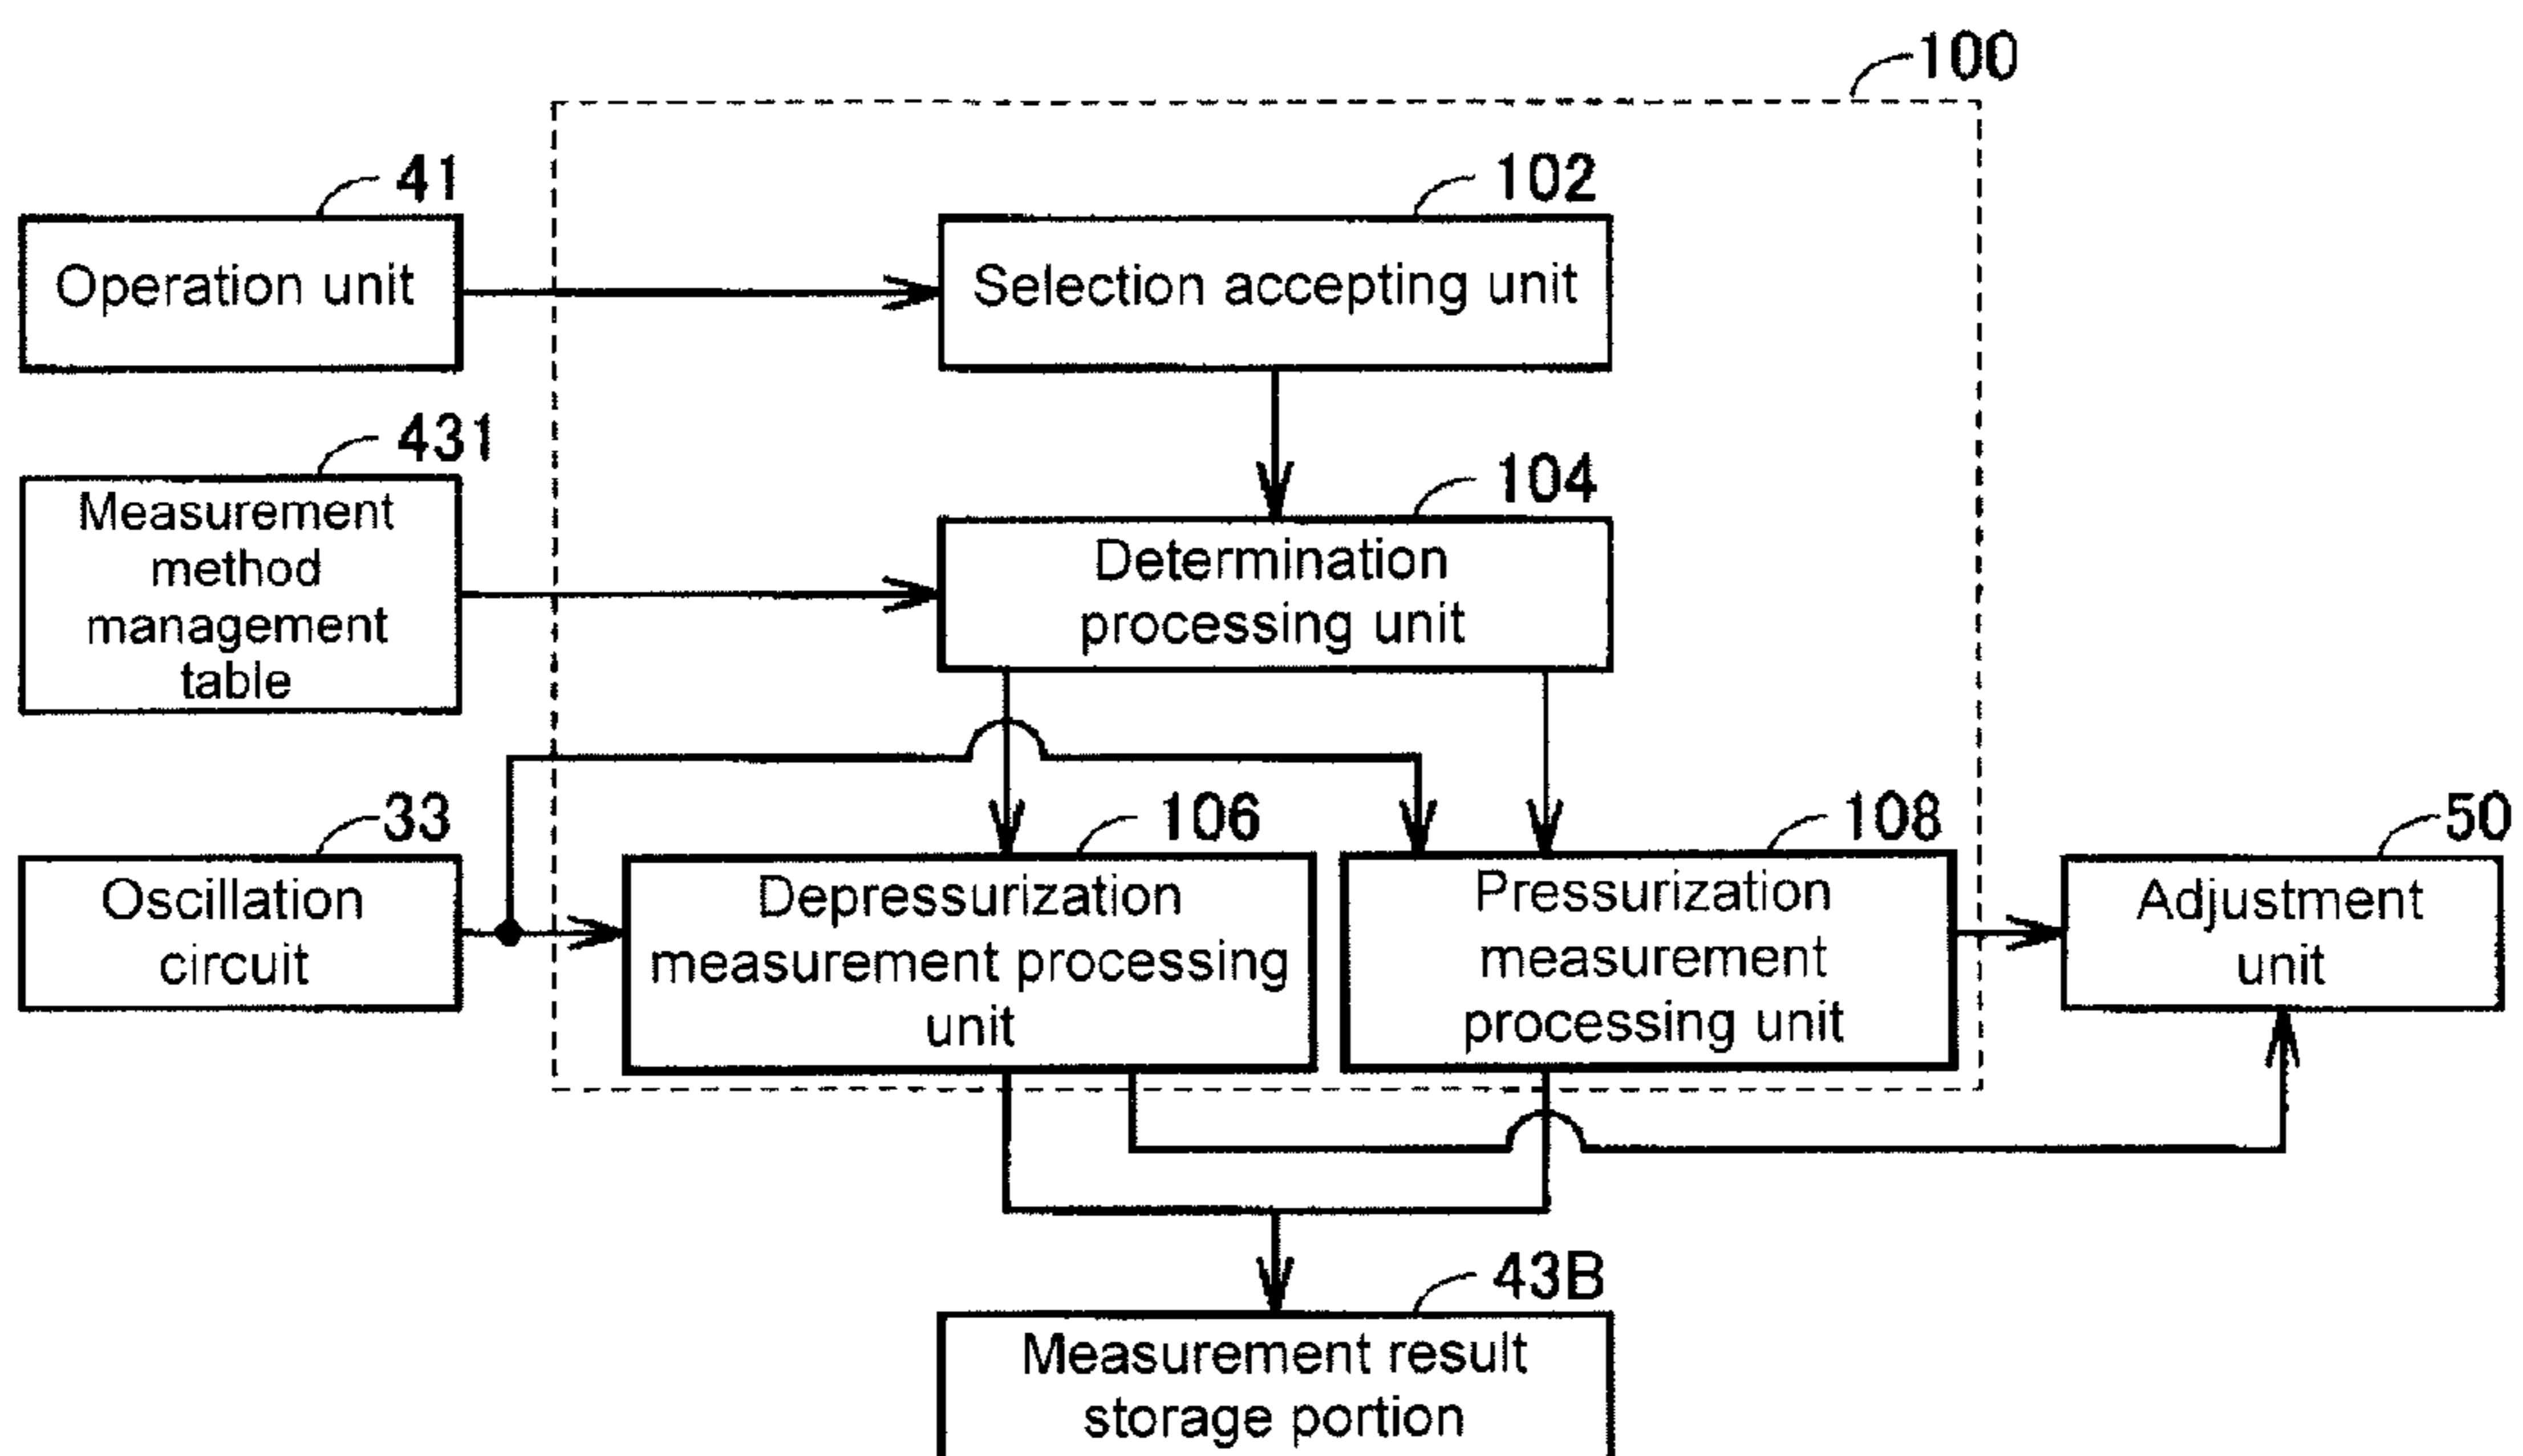 100
41
102
Operation unit
Selection accepting unit
431
104
Measurement
method
management
table
Determination
processing unit
33
106
108
50
Oscillation
circuit
Depressurization
measurement processing
unit
Pressurization
measurement
processing unit
Adjustment
unit
43B
Measurement result
storage portion